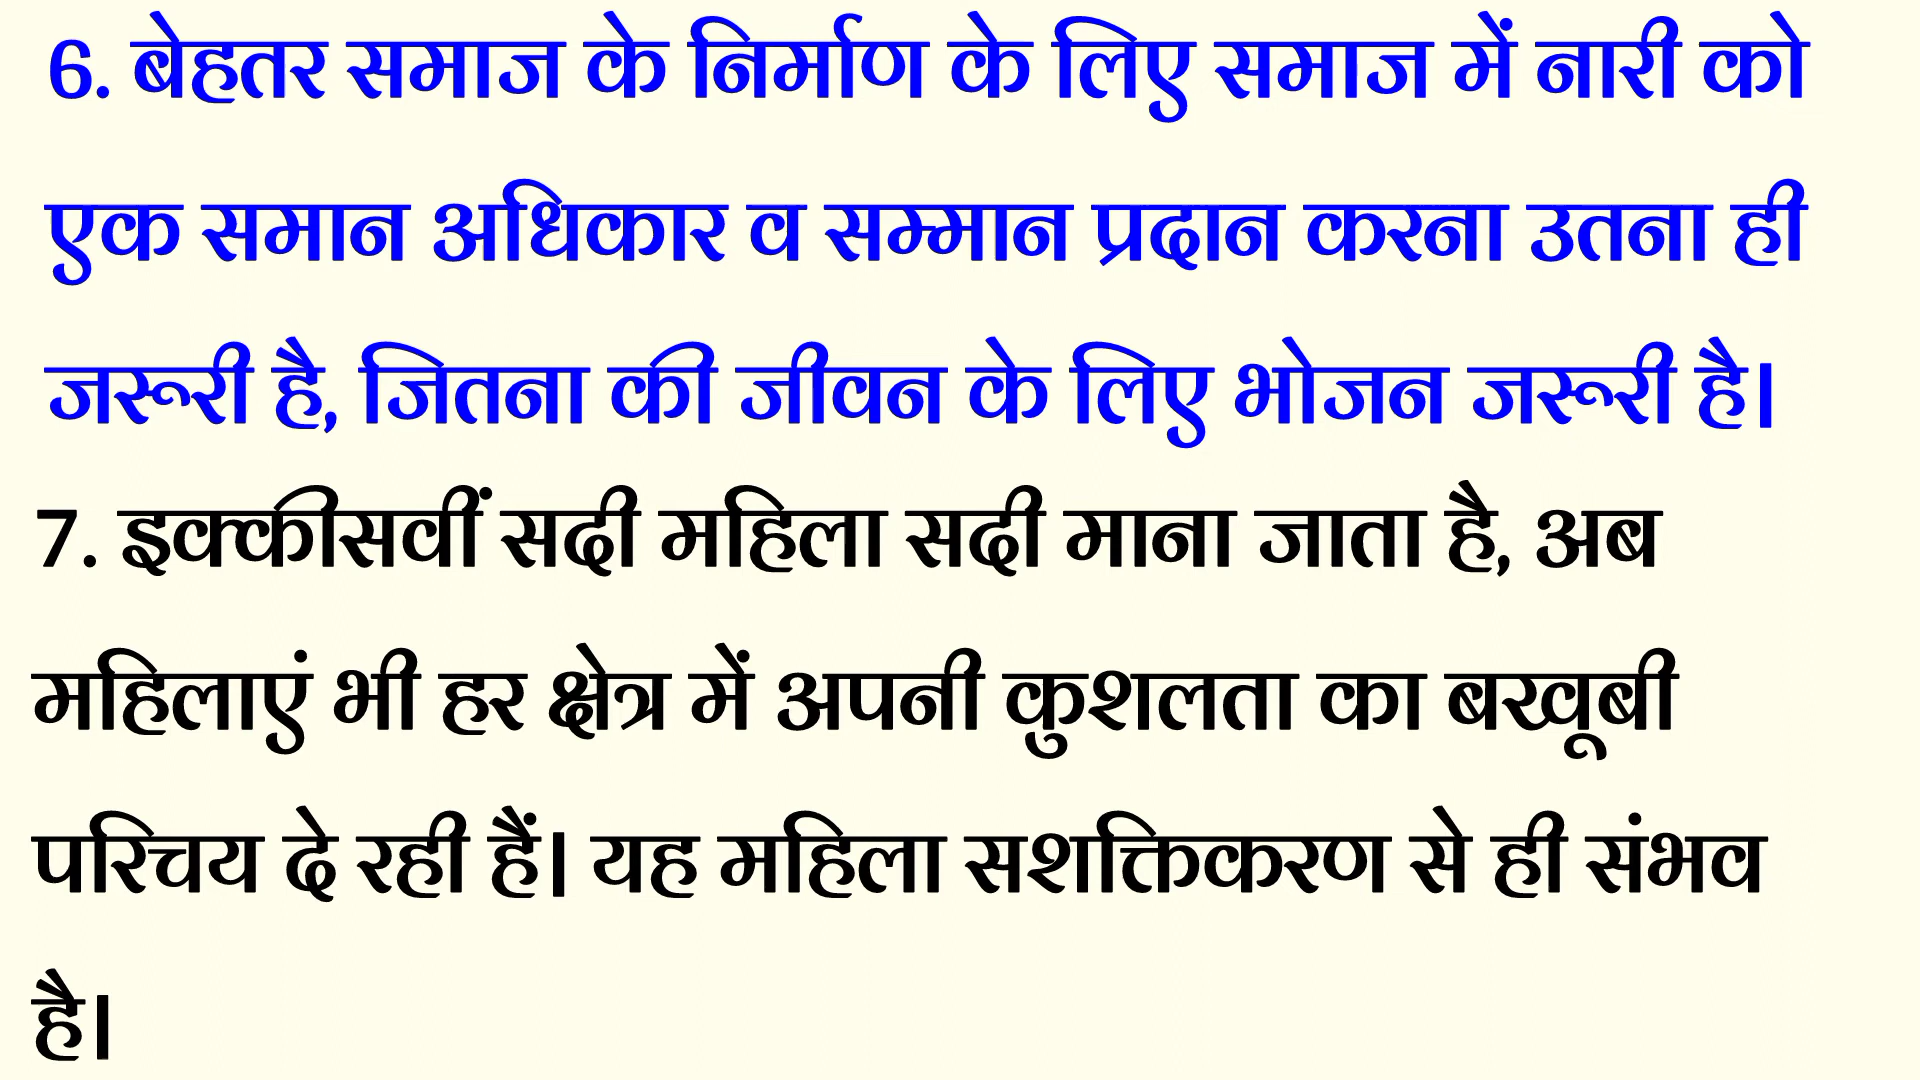 6. बेहतर समाज के निर्माण के लिए समाज में नारी को
एक समान अधिकार व सम्मान प्रदान करना उतना ही
जरूरी है, जितना की जीवन के लिए भोजन जरूरी है।
7. इक्कीसवीं सदी महिला सदी माना जाता है, अब
महिलाएं भी हर क्षेत्र में अपनी कुशलता का बखूबी
परिचय दे रही हैं। यह महिला सशक्तिकरण से ही संभव
है।